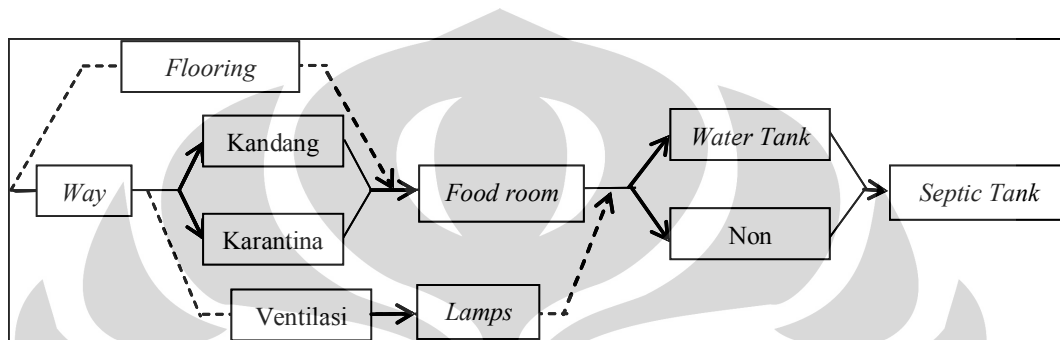 Flooring
Kandang
Water Tank
Way
Food room
Septic Tank
Karantina
Non
Ventilasi
Lamps